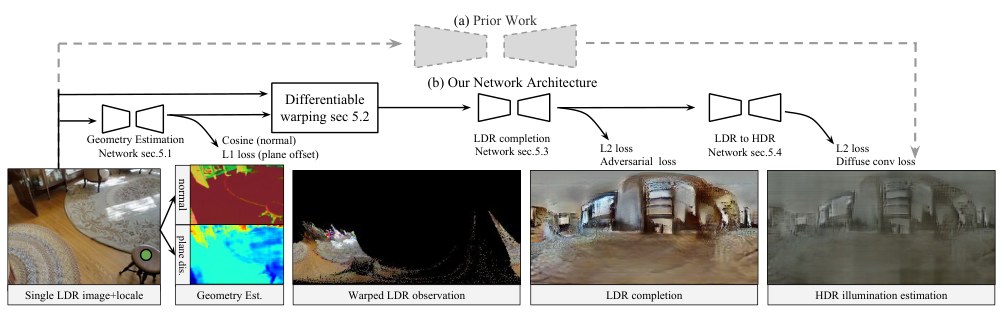 (a) Prior Work
(b) Our Network Architecture
Differentiable
warping sec 5.2
Geometry Estimation
Network sec.5.1
Cosine (normal)
L1 loss (plane offset)
LDR completion
Network sec.5.3
L2 loss
Adversarial loss
LDR to HDR
Network sec.5.4
L2 loss
Diffuse conv loss
normal
plane dis.
Single LDR image+locale
Geometry Est.
Warped LDR observation
LDR completion
HDR illumination estimation